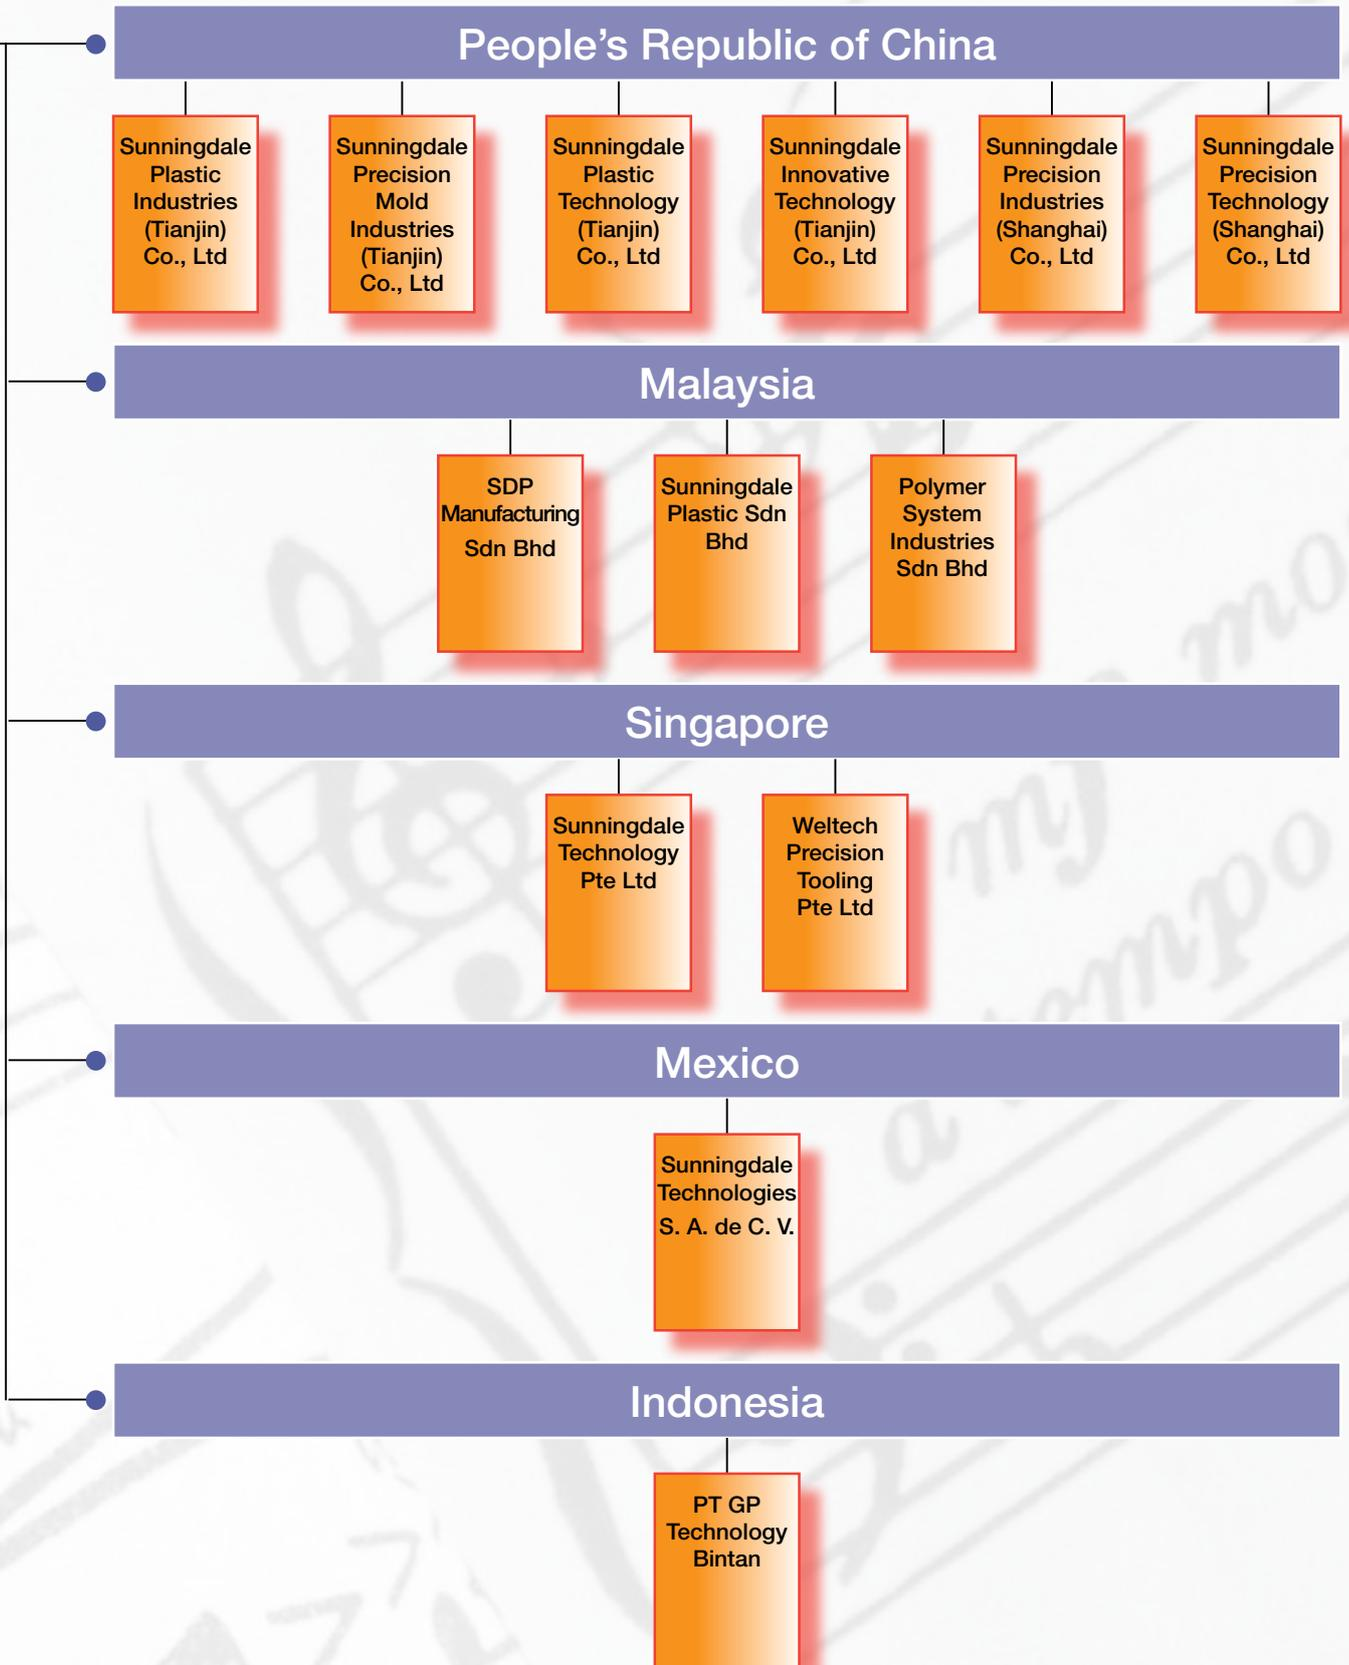 People’s Republic of China
Sunningdale
Plastic
Industries
(Tianjin)
Co., Ltd
Sunningdale
Precision
Mold
Industries
(Tianjin)
Co., Ltd
Sunningdale
Plastic
Technology
(Tianjin)
Co., Ltd
Sunningdale
Innovative
Technology
(Tianjin)
Co., Ltd
Sunningdale
Precision
Industries
(Shanghai)
Co., Ltd
Sunningdale
Precision
Technology
(Shanghai)
Co., Ltd
Malaysia
SDP
Manufacturing
Sdn Bhd
Sunningdale
Plastic Sdn
Bhd
Polymer
System
Industries
Sdn Bhd
Singapore
Sunningdale
Technology
Pte Ltd
Weltech
Precision
Tooling
Pte Ltd
Mexico
Sunningdale
Technologies
S. A. de C. V.
Indonesia
PT GP
Technology
Bintan
mf